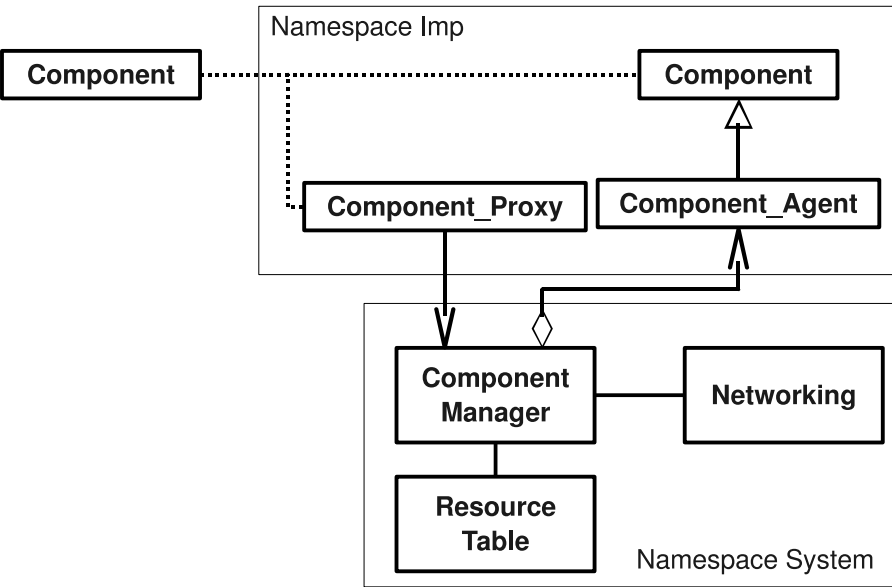 Namespace Imp
Component
Component
Component_Proxy
Component_Agent
Component
Manager
Networking
Resource
Table
Namespace System